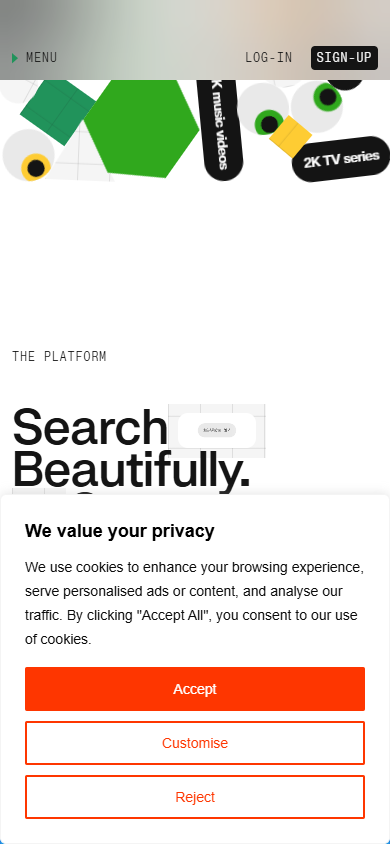 MENU
LOG-IN
SIGN-UP
K music videos
2K TV series
THE PLATFORM
Search
Beautifully.
We value your privacy
We use cookies to enhance your browsing experience,
serve personalised ads or content, and analyse our
traffic. By clicking "Accept All", you consent to our use
of cookies.
Accept
Customise
Reject